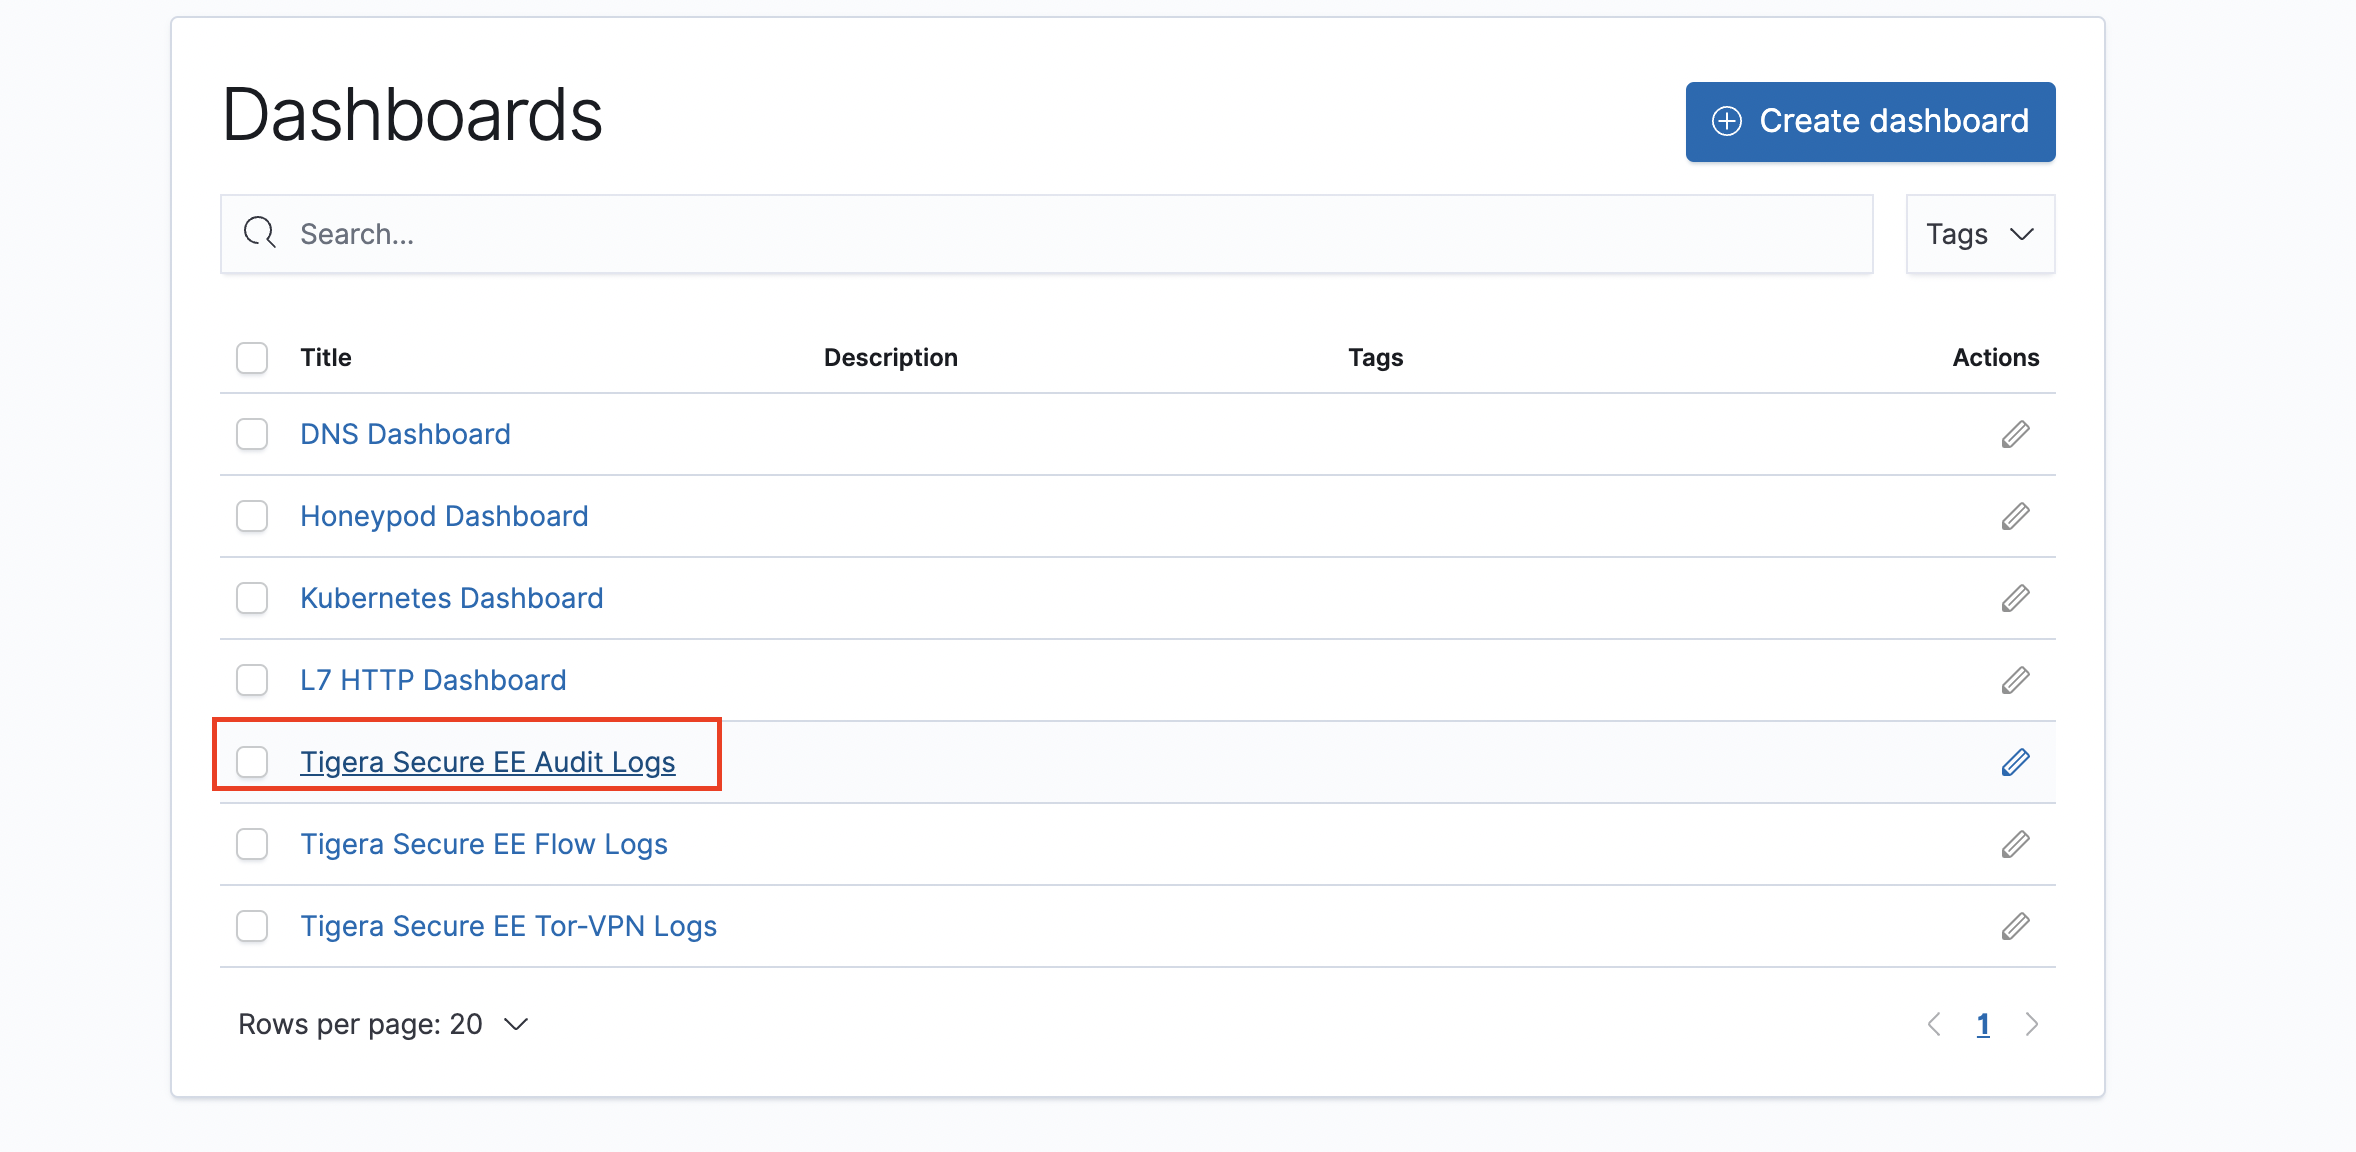 Dashboards
Create dashboard
Search...
Tags
Title Description Tags Actions
DNS Dashboard
Honeypod Dashboard
Kubernetes Dashboard
L7 HTTP Dashboard
Tigera Secure EE Audit Logs
Tigera Secure EE Flow Logs
Tigera Secure EE Tor-VPN Logs
Rows per page: 20
1